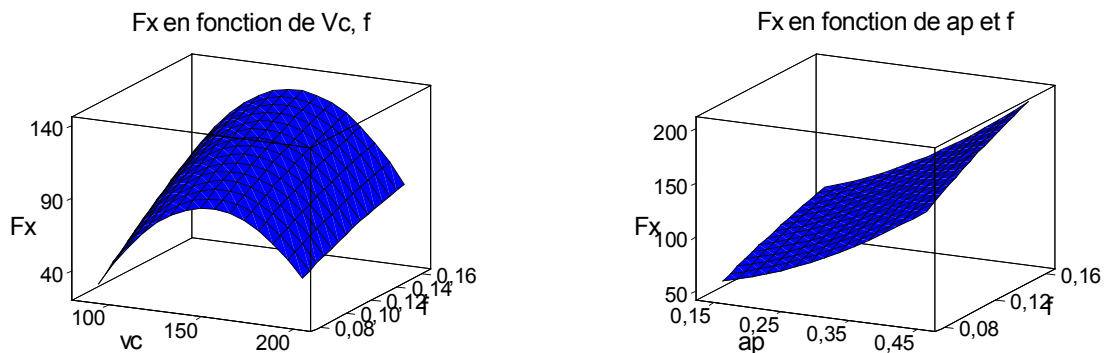 Fx en fonction de Vc, f
140
90
40
Fx
100
150
200
vc
0,08
0,10
0,12
0,14
0,16
f
Fx en fonction de ap et f
200
150
100
50
Fx
0,15
0,25
0,35
0,45
ap
0,08
0,12
0,16
f